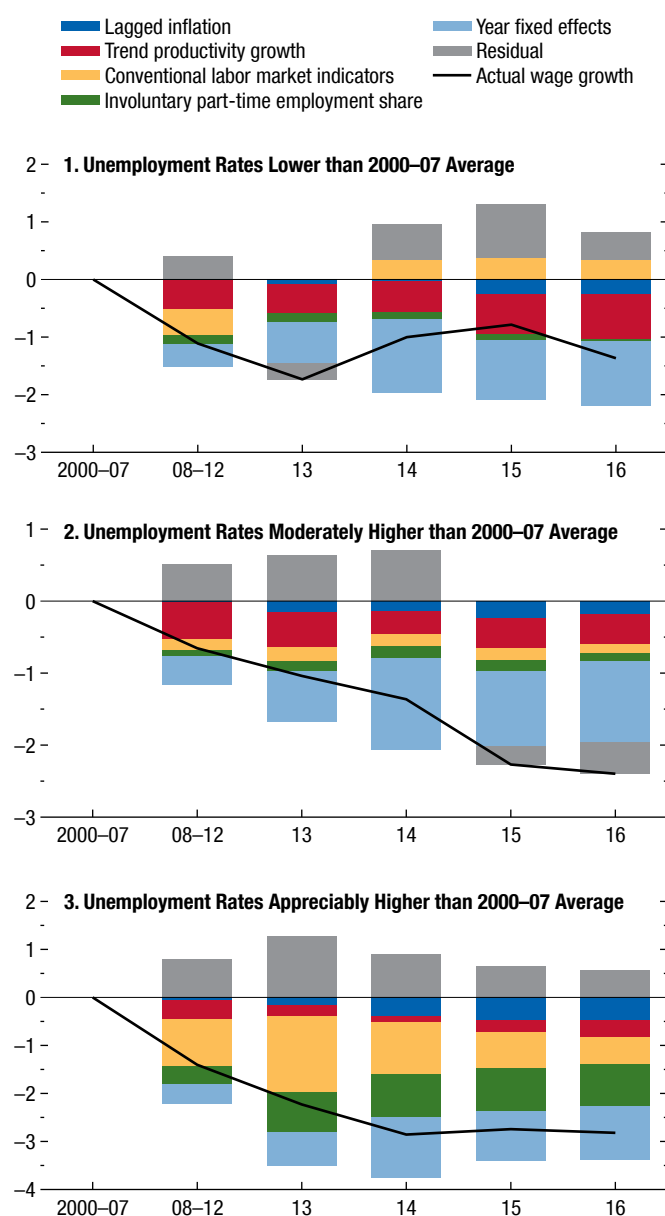 Lagged inflation
Trend productivity growth
Conventional labor market indicators
Involuntary part-time employment share
Year fixed effects
Residual
Actual wage growth
1. Unemployment Rates Lower than 2000–07 Average
2
1
0
–1
–2
–3
2000–07 08–12 13 14 15 16
2. Unemployment Rates Moderately Higher than 2000–07 Average
1
0
–1
–2
–3
2000–07 08–12 13 14 15 16
3. Unemployment Rates Appreciably Higher than 2000–07 Average
2
1
0
–1
–2
–3
–4
2000–07 08–12 13 14 15 16